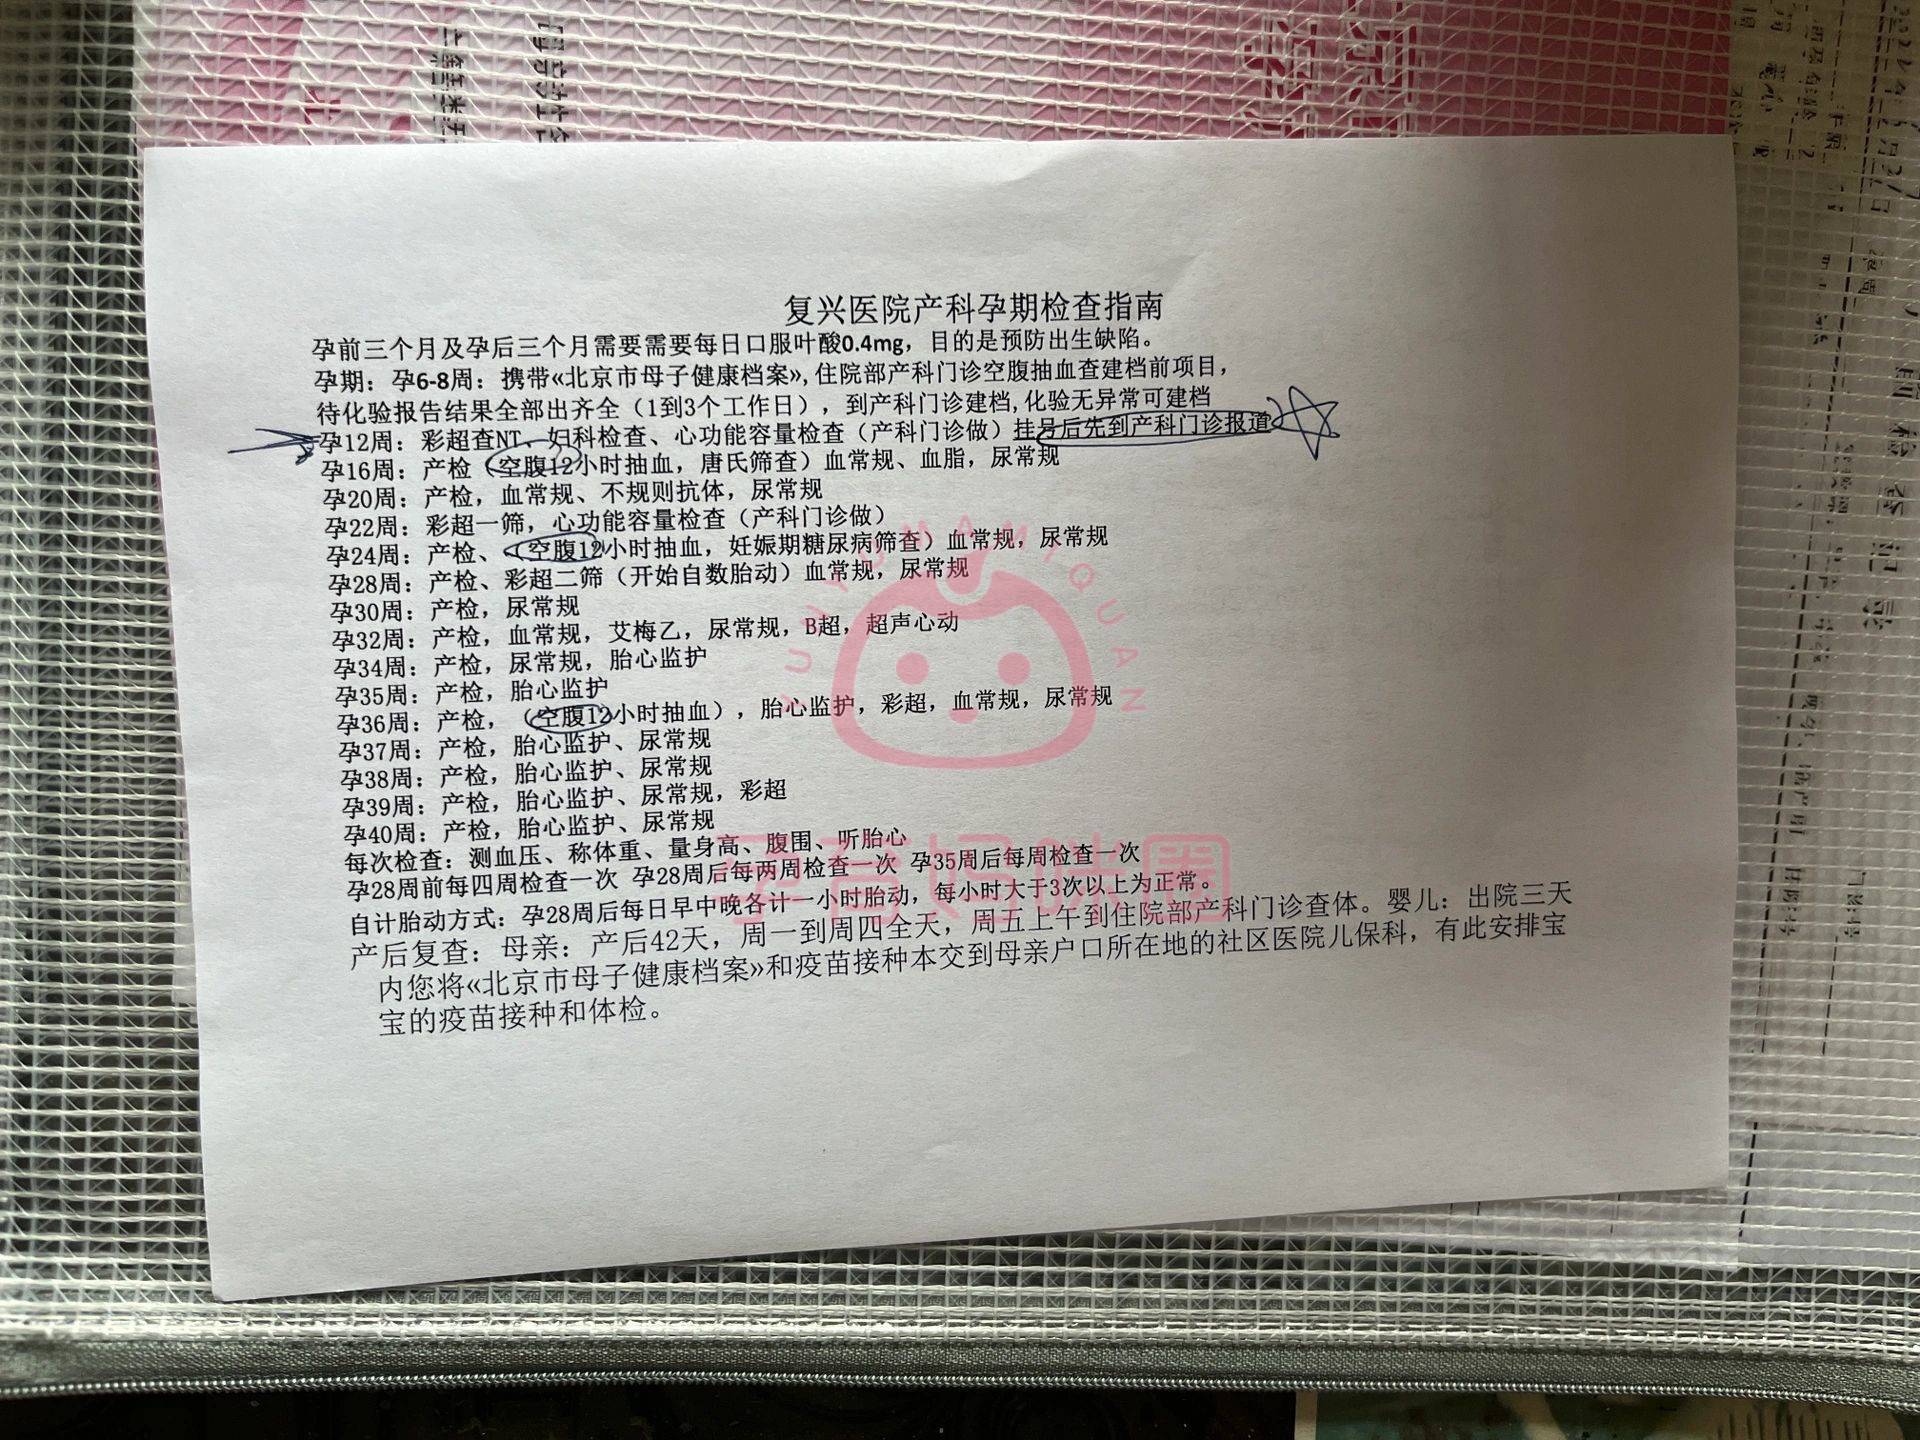 复兴医院产科孕期检查指南
孕前三个月及孕后三个月需要需要每日口服叶酸0.4mg，目的是预防出生缺陷。
孕期：孕6-8周：携带«北京市母子健康档案»,住院部产科门诊空腹抽血查建档前项目，
待化验报告结果全部出齐全（1到3个工作日），到产科门诊建档,化验无异常可建档
孕12周：彩超查NT、妇科检查、心功能容量检查（产科门诊做）挂号后先到产科门诊报道
孕16周：产检（空腹12小时抽血，唐氏筛查）血常规、血脂，尿常规
孕20周：产检，血常规、不规则抗体，尿常规
孕22周：彩超一筛，心功能容量检查（产科门诊做）
孕24周：产检、（空腹12小时抽血，妊娠期糖尿病筛查）血常规，尿常规
孕28周：产检、彩超二筛（开始自数胎动）血常规，尿常规
孕30周：产检，尿常规
孕32周：产检，血常规，艾梅乙，尿常规，B超，超声心动
孕34周：产检，尿常规，胎心监护
孕35周：产检，胎心监护
孕36周：产检，（空腹12小时抽血），胎心监护，彩超，血常规，尿常规
孕37周：产检，胎心监护、尿常规
孕38周：产检，胎心监护、尿常规
孕39周：产检，胎心监护、尿常规，彩超
孕40周：产检，胎心监护、尿常规
每次检查：测血压、称体重、量身高、腹围、听胎心
孕28周前每四周检查一次 孕28周后每两周检查一次 孕35周后每周检查一次
自计胎动方式：孕28周后每日早中晚各计一小时胎动，每小时大于3次以上为正常。
产后复查：母亲：产后42天，周一到周四全天，周五上午到住院部产科门诊查体。婴儿：出院三天
内您将«北京市母子健康档案»和疫苗接种本交到母亲户口所在地的社区医院儿保科，有此安排宝
宝的疫苗接种和体检。
YUNYUMAMIQUAN
孕育妈咪圈